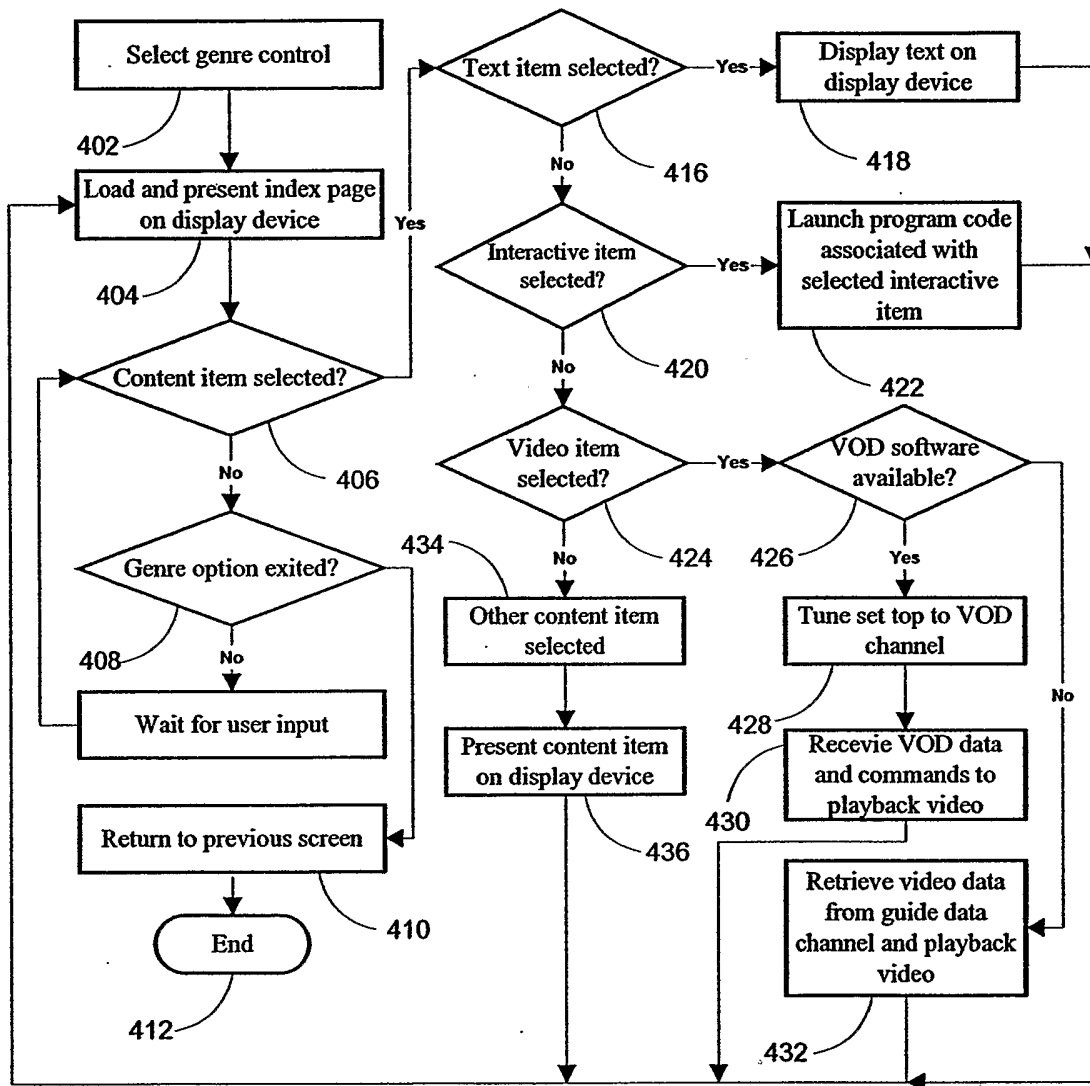 Select genre control
402
Load and present index page
on display device
404
Content item selected?
Yes
406
No
Genre option exited?
408
No
Wait for user input
Return to previous screen
410
End
412
Text item selected?
Yes
416
No
Display text on
display device
418
Interactive item
selected?
Yes
420
No
Launch program code
associated with
selected interactive
item
422
Video item
selected?
Yes
424
No
VOD software
available?
426
Yes
No
434
Other content item
selected
Present content item
on display device
436
Tune set top to VOD
channel
428
Recevie VOD data
and commands to
playback video
430
Retrieve video data
from guide data
channel and playback
video
432